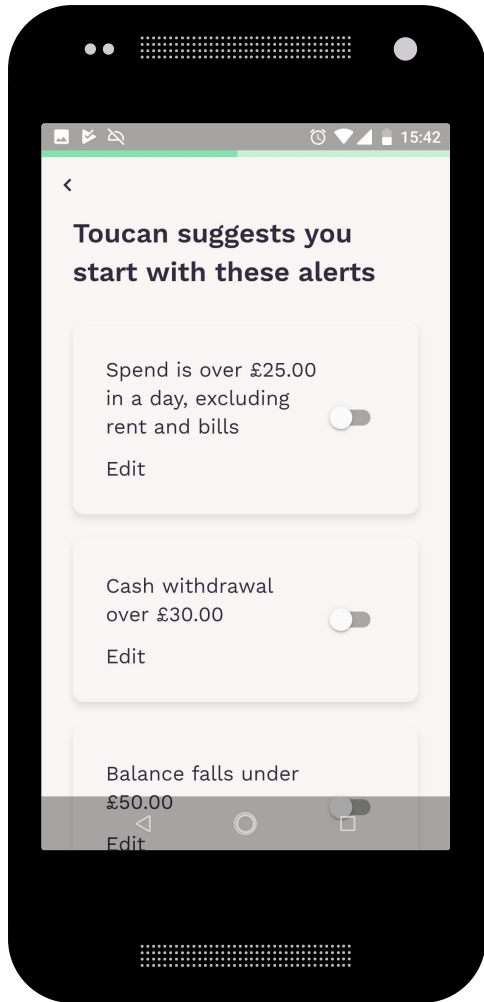 15:42
Toucan suggests you
start with these alerts
Spend is over £25.00
in a day, excluding
rent and bills
Edit
Cash withdrawal
over £30.00
Edit
Balance falls under
£50.00
Edit